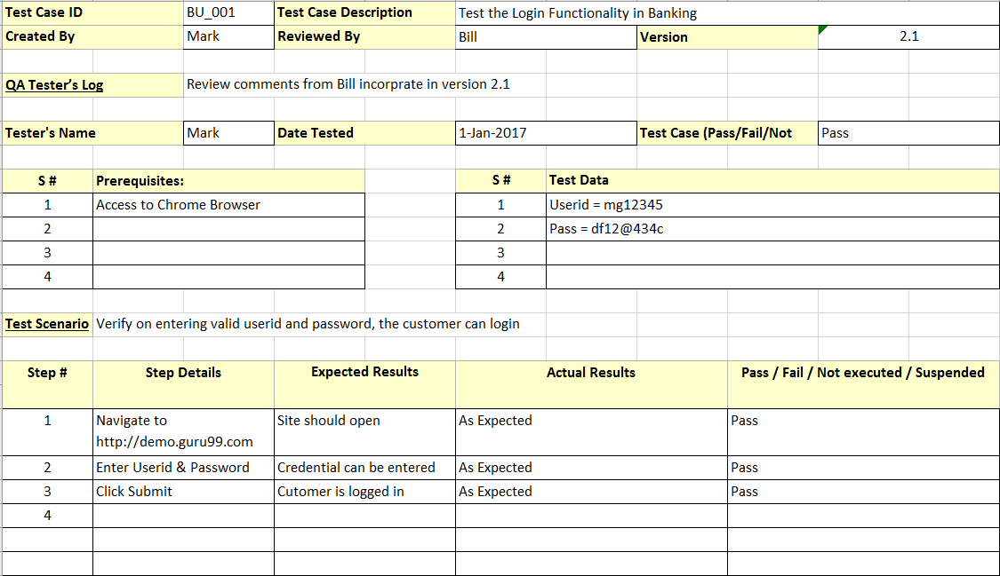 Test Case ID BU_001 Test Case Description Test the Login Functionality in Banking
Created By Mark Reviewed By Bill Version 2.1
QA Tester's Log Review comments from Bill incorprate in version 2.1
Tester's Name Mark Date Tested 1-Jan-2017 Test Case (Pass/Fail/Not Pass
S # Prerequisites: S # Test Data
1 Access to Chrome Browser 1 Userid = mg12345
2 2 Pass = df12@434c
3 3
4 4
Test Scenario Verify on entering valid userid and password, the customer can login
Step # Step Details Expected Results Actual Results Pass / Fail / Not executed / Suspended
1 Navigate to Site should open As Expected Pass
http://demo.guru99.com
2 Enter Userid & Password Credential can be entered As Expected Pass
3 Click Submit Cutomer is logged in As Expected Pass
4